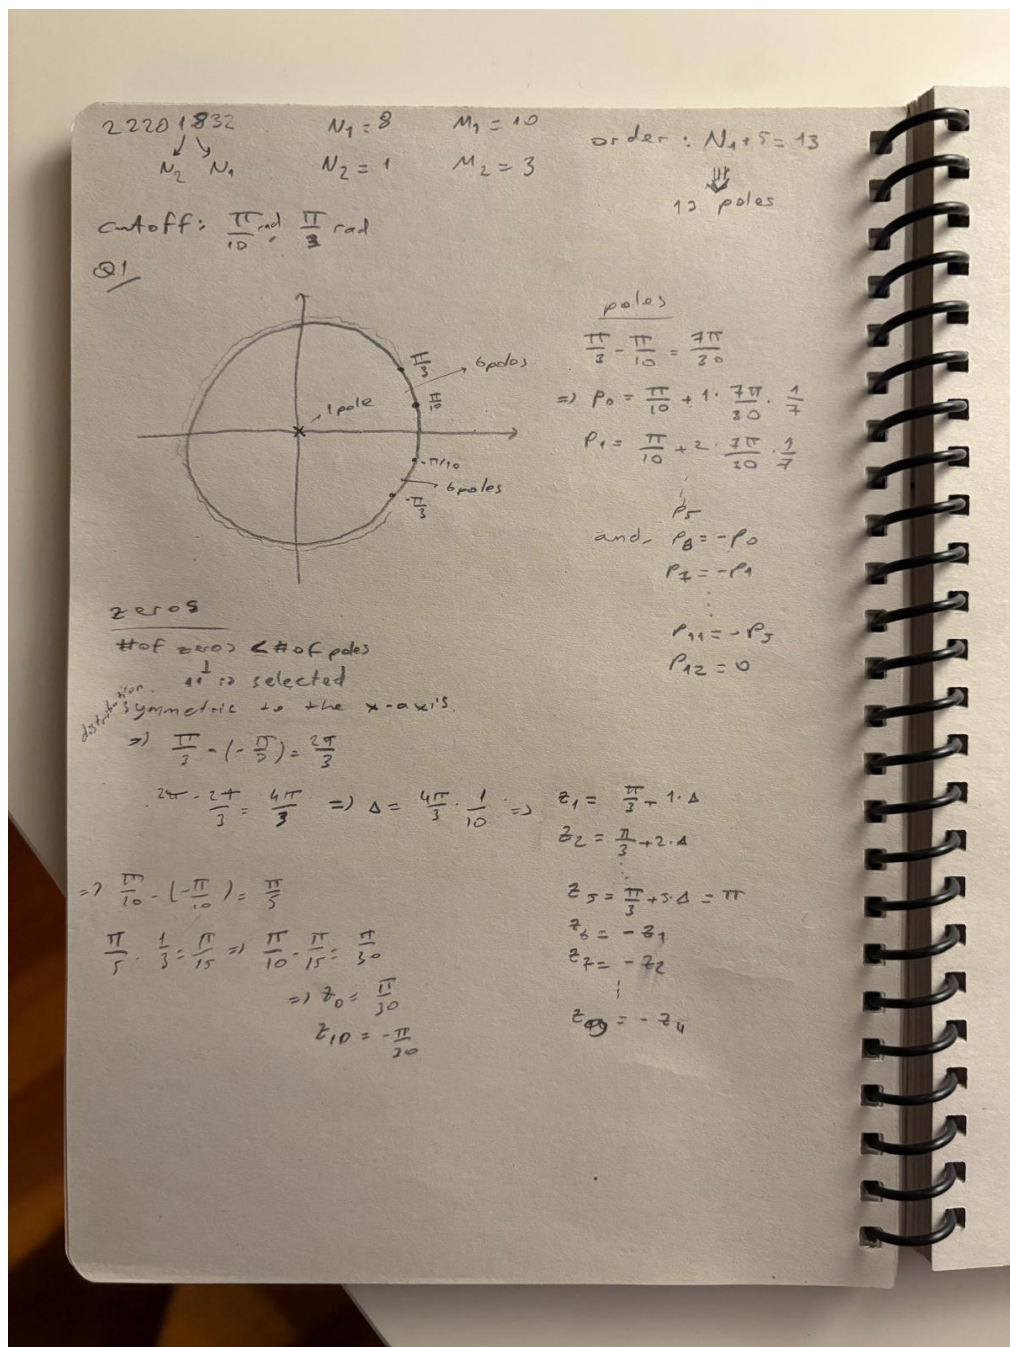 22201832 N₁ = 8 M₁ = 10 order : N₁+5 = 13
N₂ N₁ N₂ = 1 M₂ = 3 ⇓
13 poles
cutoff: π/10 rad, π/3 rad
Q1
π/3
6 poles
1 pole
π/10
-π/10
6 poles
-π/3
poles
π/3 - π/10 = 7π/30
=> P₀ = π/10 + 1 · 7π/30 · 1/7
P₁ = π/10 + 2 · 7π/30 · 1/7
P₅
and, P₆ = -P₀
P₇ = -P₁
P₁₁ = -P₅
P₁₂ = 0
zeros
# of zeros < # of poles
↓
11 is selected
distribution symmetric to the x-axis.
=> π/3 - (-π/3) = 2π/3
2π - 2π/3 = 4π/3 => Δ = 4π/3 · 1/10 =>
z₁ = π/3 + 1·Δ
z₂ = π/3 + 2·Δ
z₅ = π/3 + 5·Δ = π
z₆ = -z₁
z₇ = -z₂
z₉ = -z₄
=> π/10 - (-π/10) = π/5
π/5 · 1/3 = π/15 => π/10 - π/15 = π/30
=> z₀ = π/30
z₁₀ = -π/30